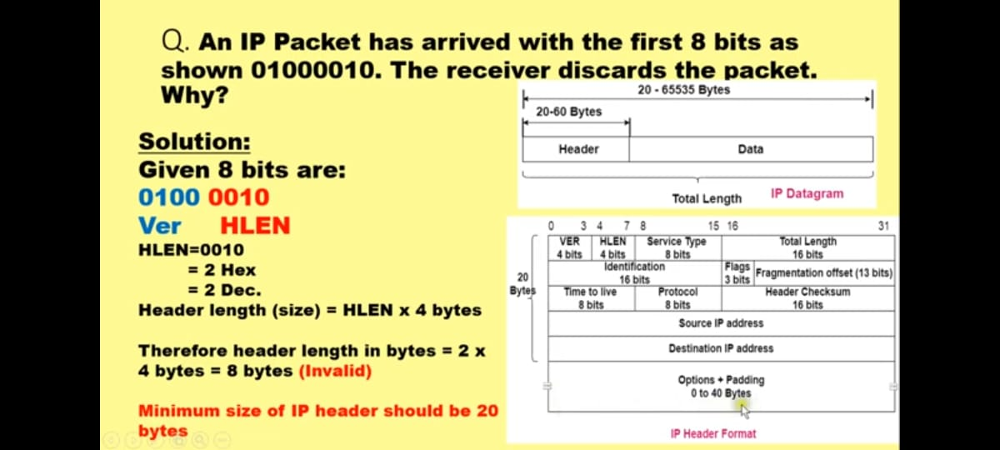 Q. An IP Packet has arrived with the first 8 bits as
shown 01000010. The receiver discards the packet.
Why?
Solution:
Given 8 bits are:
0100 0010
Ver HLEN
HLEN=0010
= 2 Hex
= 2 Dec.
Header length (size) = HLEN x 4 bytes
Therefore header length in bytes = 2 x
4 bytes = 8 bytes (Invalid)
Minimum size of IP header should be 20
bytes
20 - 65535 Bytes
20-60 Bytes
Header Data
Total Length IP Datagram
0 3 4 7 8 15 16 31
VER HLEN Service Type Total Length
4 bits 4 bits 8 bits 16 bits
Identification Flags Fragmentation offset (13 bits)
16 bits 3 bits
20
Bytes
Time to live Protocol Header Checksum
8 bits 8 bits 16 bits
Source IP address
Destination IP address
Options + Padding
0 to 40 Bytes
IP Header Format